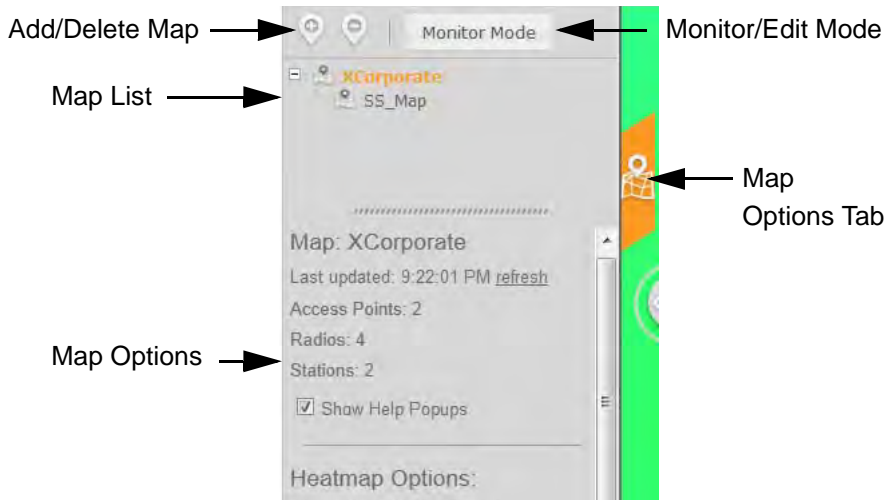 Add/Delete Map
Monitor Mode
Monitor/Edit Mode
XCorporate
Map List
SS_Map
Map
Options Tab
Map: XCorporate
Last updated: 9:22:01 PM refresh
Access Points: 2
Radios: 4
Map Options
Stations: 2
Show Help Popups
Heatmap Options: